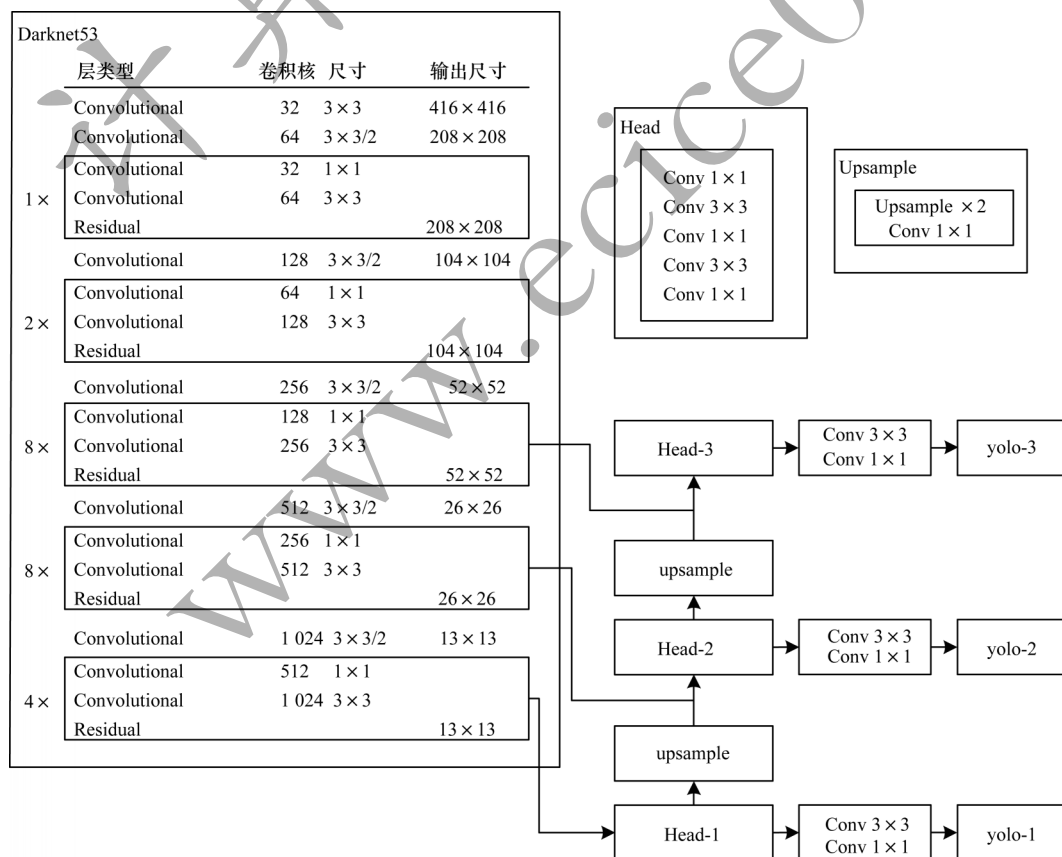 Darknet53
层类型 卷积核 尺寸 输出尺寸
Convolutional 32 3×3 416×416
Convolutional 64 3×3/2 208×208
Convolutional 32 1×1
1× Convolutional 64 3×3
Residual 208×208
Convolutional 128 3×3/2 104×104
Convolutional 64 1×1
2× Convolutional 128 3×3
Residual 104×104
Convolutional 256 3×3/2 52×52
Convolutional 128 1×1
8× Convolutional 256 3×3
Residual 52×52
Convolutional 512 3×3/2 26×26
Convolutional 256 1×1
8× Convolutional 512 3×3
Residual 26×26
Convolutional 1 024 3×3/2 13×13
Convolutional 512 1×1
4× Convolutional 1 024 3×3
Residual 13×13
Head
Conv 1×1
Conv 3×3
Conv 1×1
Conv 3×3
Conv 1×1
Upsample
Upsample ×2
Conv 1×1
Head-3
Conv 3×3
Conv 1×1
yolo-3
upsample
Head-2
Conv 3×3
Conv 1×1
yolo-2
upsample
Head-1
Conv 3×3
Conv 1×1
yolo-1